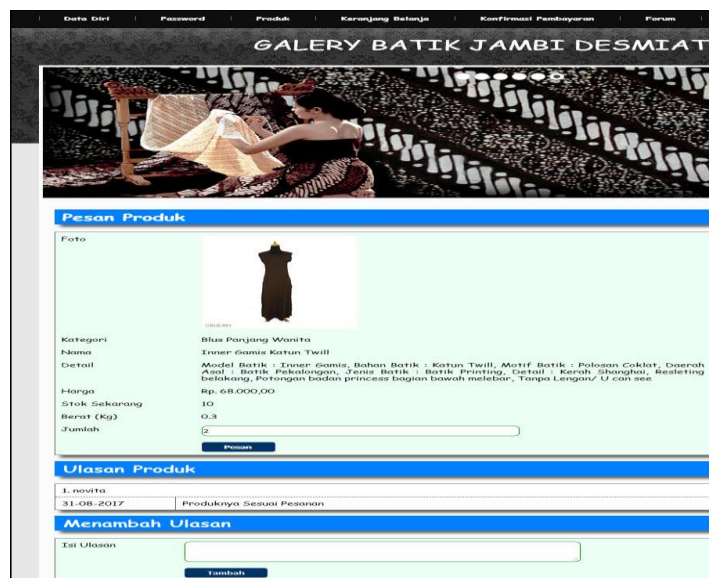 Data Diri | Password | Produk | Keranjang Belanja | Konfirmasi Pembayaran | Forum |
GALERY BATIK JAMBI DESMIAT
Pesan Produk
Foto
Kategori Blus Panjang Wanita
Nama Inner Gamis Katun Twill
Detail Model Batik : Inner Gamis, Bahan Batik : Katun Twill, Motif Batik : Polosan Coklat, Daerah
Asal : Batik Pekalongan, Jenis Batik : Batik Printing, Detail : Kerah Shanghai, Resleting
belakang, Potongan badan princess bagian bawah melebar, Tanpa Lengan/ U can see
Harga Rp. 68.000,00
Stok Sekarang 10
Berat (Kg) 0.3
Jumlah 2
Pesan
Ulasan Produk
1. novita
31-08-2017 Produknya Sesuai Pesanan
Menambah Ulasan
Isi Ulasan
Tambah